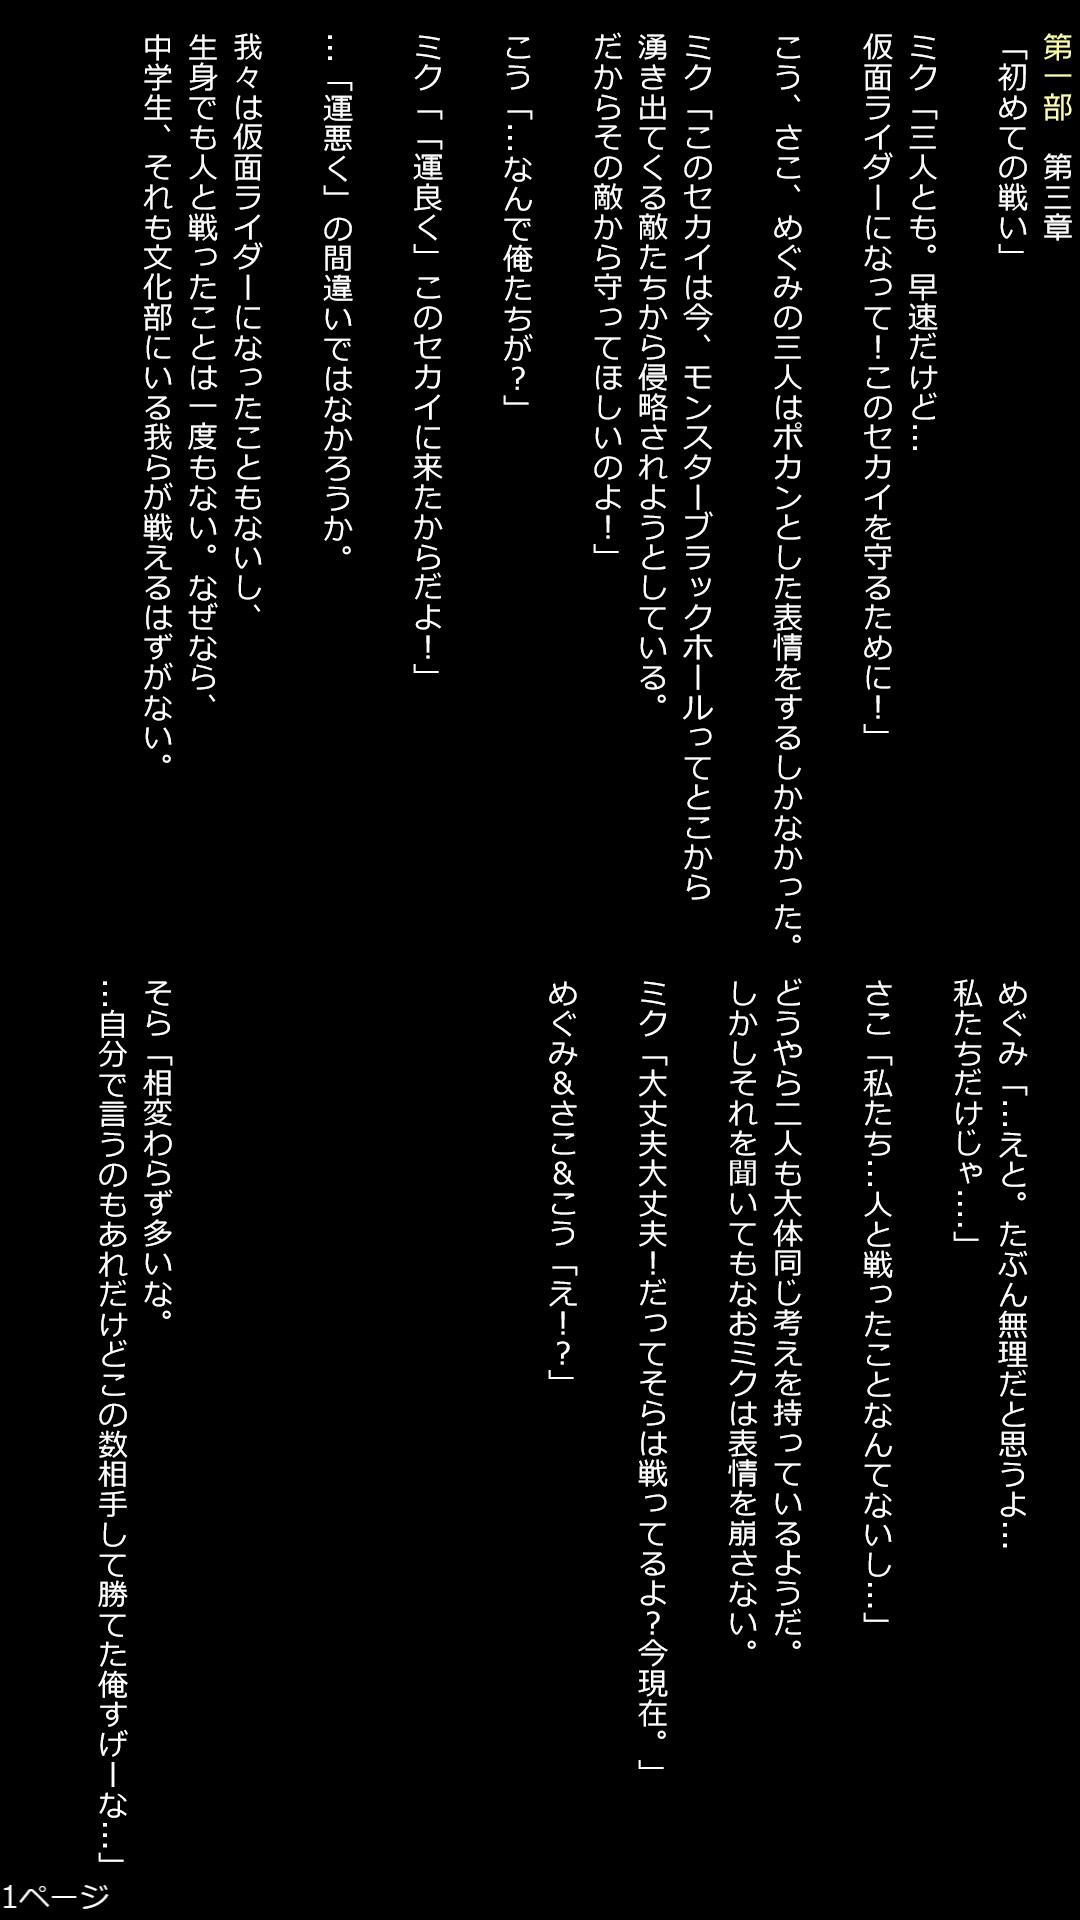 第一部　第三章
「初めての戦い」
ミク「三人とも。早速だけど…
仮面ライダーになって！このセカイを守るために！」
こう、さこ、めぐみの三人はポカンとした表情をするしかなかった。
ミク「このセカイは今、モンスターブラックホールってとこから
湧き出てくる敵たちから侵略されようとしている。
だからその敵から守ってほしいのよ！」
こう「…なんで俺たちが？」
ミク「「運良く」このセカイに来たからだよ！」
…「運悪く」の間違いではなかろうか。
我々は仮面ライダーになったこともないし、
生身でも人と戦ったことは一度もない。なぜなら、
中学生、それも文化部にいる我らが戦えるはずがない。
めぐみ「…えと。たぶん無理だと思うよ…
私たちだけじゃ….」
さこ「私たち…人と戦ったことなんてないし…」
どうやら二人も大体同じ考えを持っているようだ。
しかしそれを聞いてもなおミクは表情を崩さない。
ミク「大丈夫大丈夫！だってそらは戦ってるよ？今現在。」
めぐみ＆さこ＆こう「え！？」
そら「相変わらず多いな。
…自分で言うのもあれだけどこの数相手して勝てた俺すげーな…」
1ページ